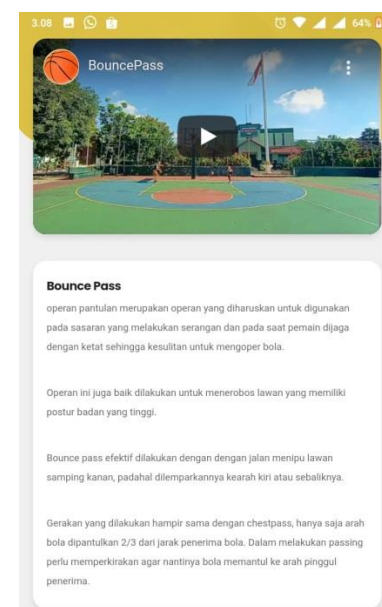 3.08 64%
BouncePass
Bounce Pass
operan pantulan merupakan operan yang diharuskan untuk digunakan
pada sasaran yang melakukan serangan dan pada saat pemain dijaga
dengan ketat sehingga kesulitan untuk mengoper bola.
Operan ini juga baik dilakukan untuk menerobos lawan yang memiliki
postur badan yang tinggi.
Bounce pass efektif dilakukan dengan dengan jalan menipu lawan
samping kanan, padahal dilemparkannya kearah kiri atau sebaliknya.
Gerakan yang dilakukan hampir sama dengan chestpass, hanya saja arah
bola dipantulkan 2/3 dari jarak penerima bola. Dalam melakukan passing
perlu memperkirakan agar nantinya bola memantul ke arah pinggul
penerima.